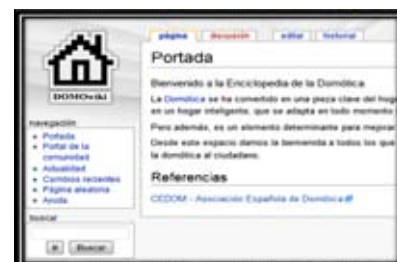 página discusión editar historial
DOMOwiki
Portada
Bienvenido a la Enciclopedia de la Domótica
La Domótica se ha convertido en una pieza clave del hog
en un hogar inteligente, que se adapta en todo momento
Pero además, es un elemento determinante para mejorar
Desde este espacio damos la bienvenida a todos los que
la domótica al ciudadano.
Referencias
CEDOM - Asociación Española de Domótica
navegación
Portada
Portal de la
comunidad
Actualidad
Cambios recientes
Página aleatoria
Ayuda
buscar
Ir Buscar